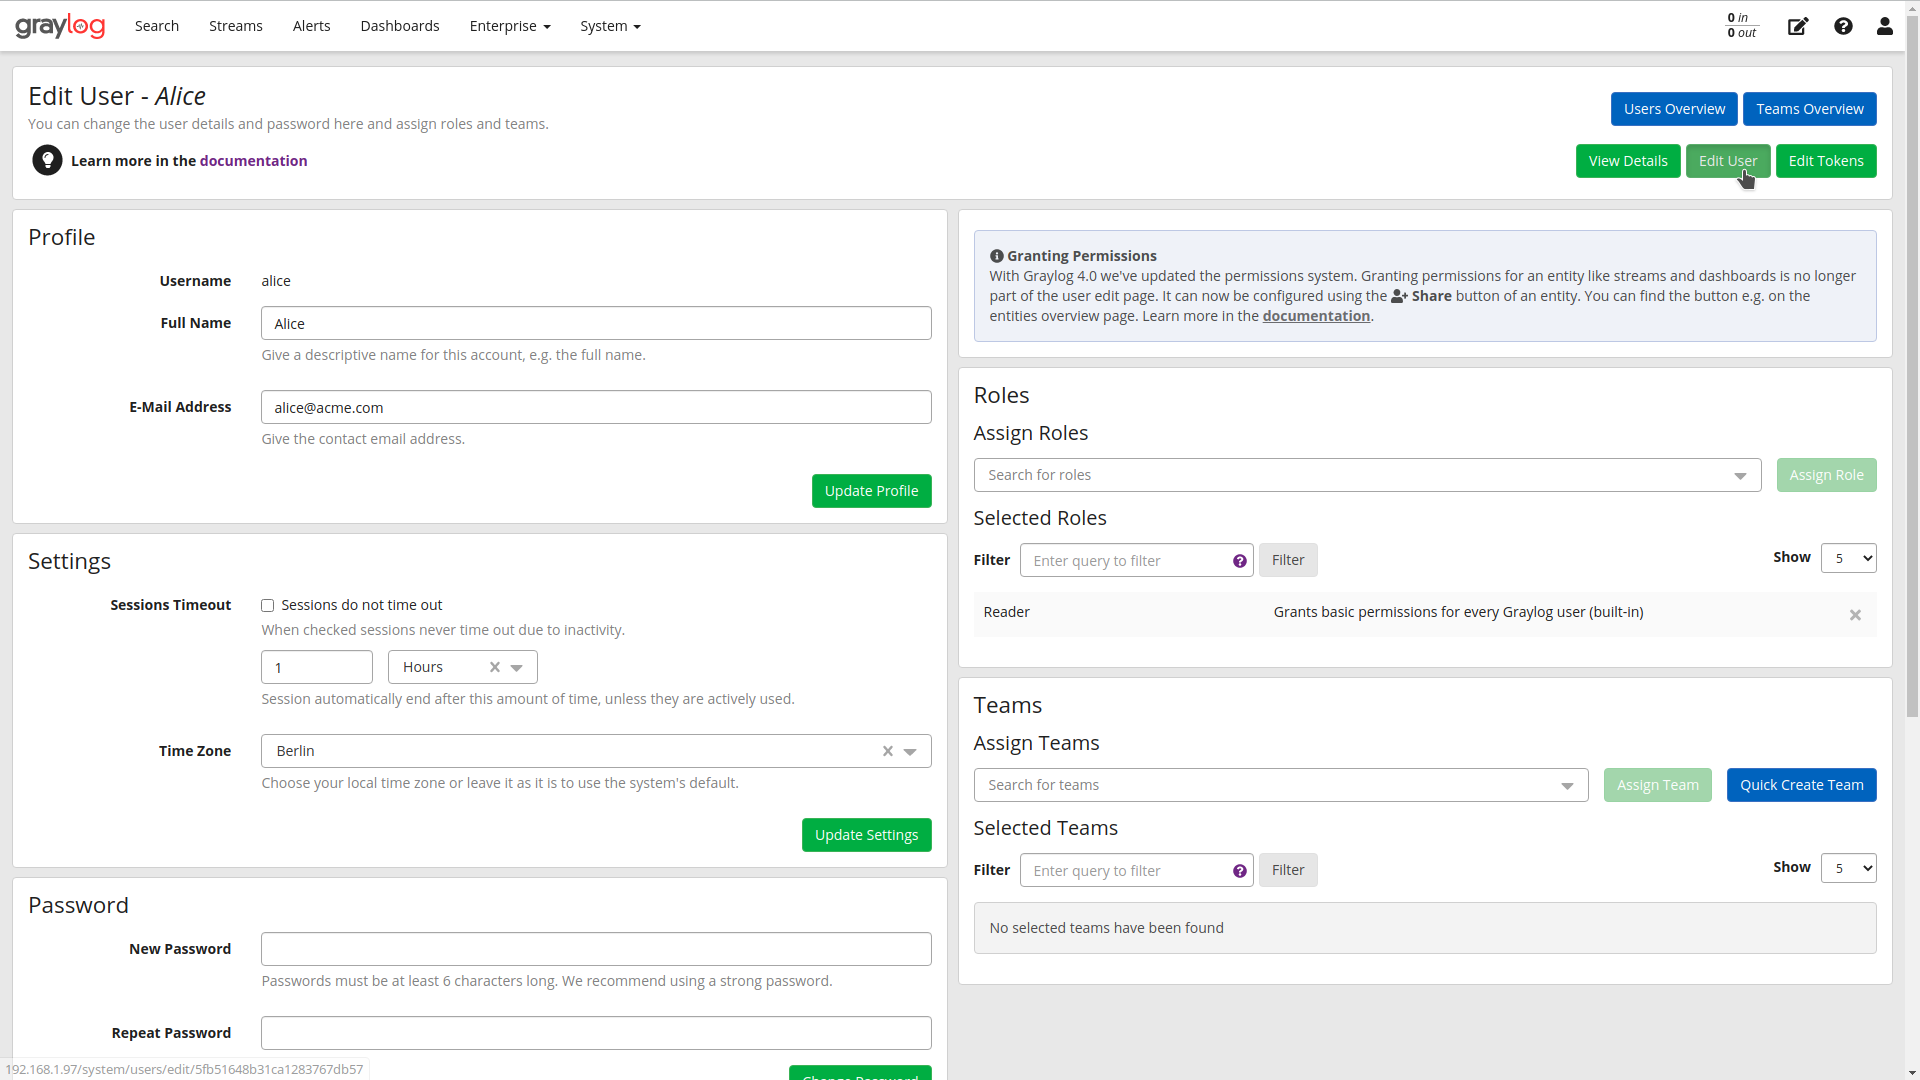 graylog Search Streams Alerts Dashboards Enterprise System
0 in
0 out
Edit User - Alice
You can change the user details and password here and assign roles and teams.
Learn more in the documentation
Users Overview Teams Overview
View Details Edit User Edit Tokens
Profile
Username alice
Full Name Alice
Give a descriptive name for this account, e.g. the full name.
E-Mail Address alice@acme.com
Give the contact email address.
Update Profile
Settings
Sessions Timeout Sessions do not time out
When checked sessions never time out due to inactivity.
1 Hours
Session automatically end after this amount of time, unless they are actively used.
Time Zone Berlin
Choose your local time zone or leave it as it is to use the system's default.
Update Settings
Password
New Password
Passwords must be at least 6 characters long. We recommend using a strong password.
Repeat Password
Change Password
Granting Permissions
With Graylog 4.0 we've updated the permissions system. Granting permissions for an entity like streams and dashboards is no longer
part of the user edit page. It can now be configured using the Share button of an entity. You can find the button e.g. on the
entities overview page. Learn more in the documentation.
Roles
Assign Roles
Search for roles Assign Role
Selected Roles
Filter Enter query to filter Filter Show 5
Reader Grants basic permissions for every Graylog user (built-in)
Teams
Assign Teams
Search for teams Assign Team Quick Create Team
Selected Teams
Filter Enter query to filter Filter Show 5
No selected teams have been found
192.168.1.97/system/users/edit/5fb51648b31ca1283767db57